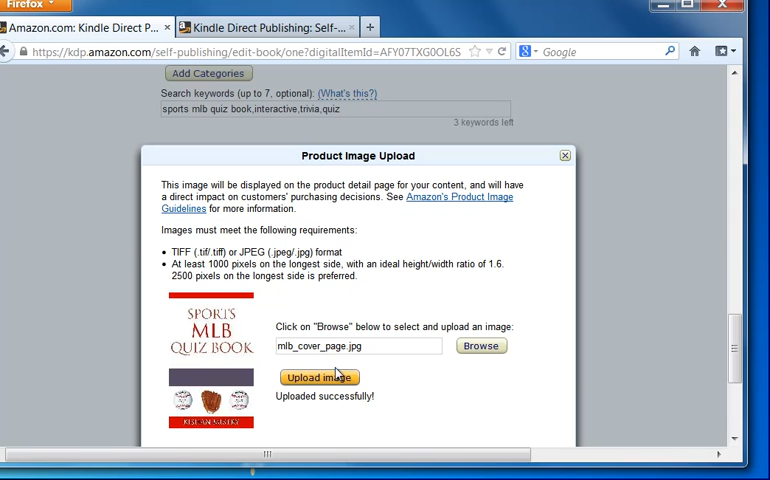 Firefox
Amazon.com: Kindle Direct P... ×
Kindle Direct Publishing: Self-... ×
https://kdp.amazon.com/self-publishing/edit-book/one?digitalItemId=AFY07TXG0OL6S
Google
Add Categories
Search keywords (up to 7, optional): (What's this?)
sports mlb quiz book,interactive,trivia,quiz
3 keywords left
Product Image Upload
This image will be displayed on the product detail page for your content, and will have
a direct impact on customers' purchasing decisions. See Amazon's Product Image
Guidelines for more information.
Images must meet the following requirements:
• TIFF (.tif/.tiff) or JPEG (.jpeg/.jpg) format
• At least 1000 pixels on the longest side, with an ideal height/width ratio of 1.6.
2500 pixels on the longest side is preferred.
SPORTS
MLB
QUIZ BOOK
Click on "Browse" below to select and upload an image:
mlb_cover_page.jpg
Browse
Upload image
Uploaded successfully!